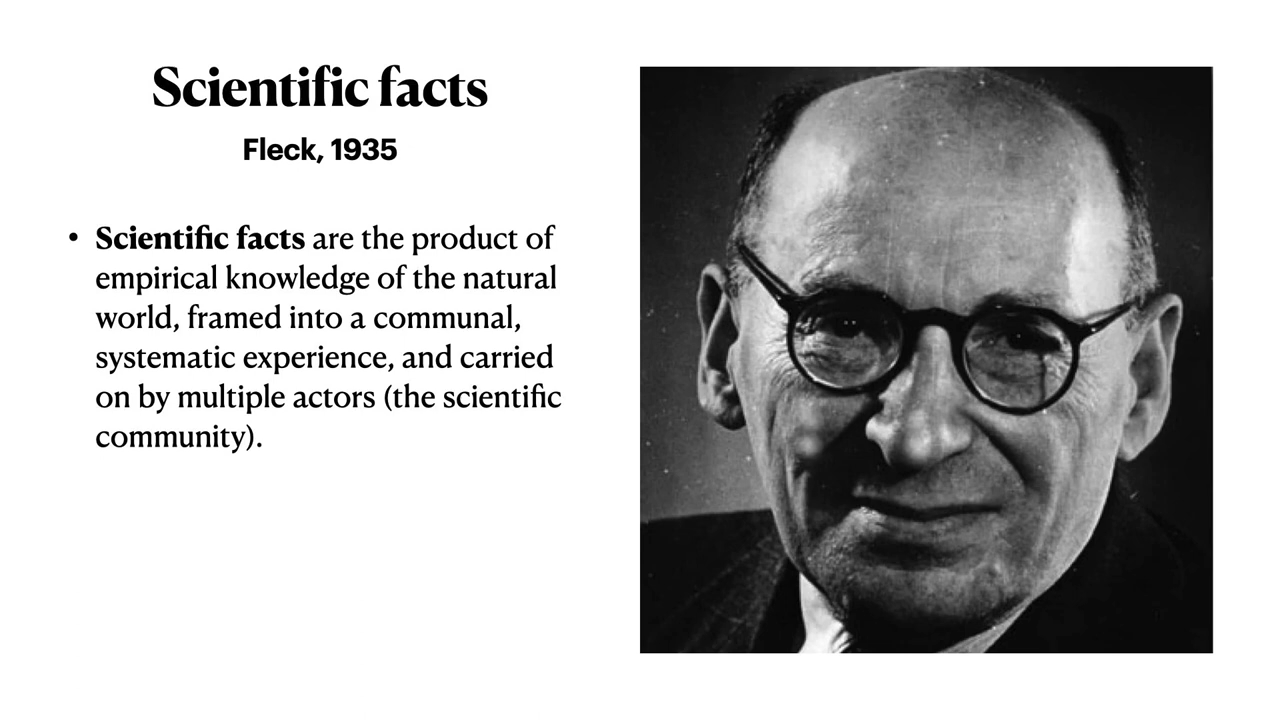 Scientific facts
Fleck, 1935
• Scientific facts are the product of
empirical knowledge of the natural
world, framed into a communal,
systematic experience, and carried
on by multiple actors (the scientific
community).